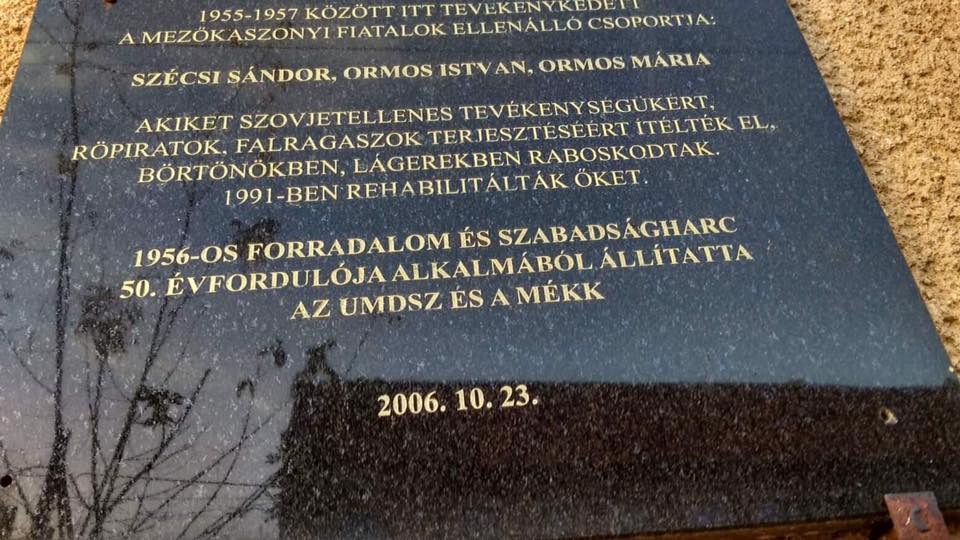 1955-1957 KÖZÖTT ITT TEVÉKENYKEDETT
A MEZŐKASZONYI FIATALOK ELLENÁLLÓ CSOPORTJA:
SZÉCSI SÁNDOR, ORMOS ISTVAN, ORMOS MÁRIA
AKIKET SZOVJETELLENES TEVÉKENYSÉGÜKÉRT,
RÖPIRATOK, FALRAGASZOK TERJESZTÉSÉÉRT ÍTÉLTÉK EL,
BÖRTÖNÖKBEN, LÁGEREKBEN RABOSKODTAK.
1991-BEN REHABILITÁLTÁK ŐKET.
1956-OS FORRADALOM ÉS SZABADSÁGHARC
50. ÉVFORDULÓJA ALKALMÁBÓL ÁLLÍTATTA
AZ UMDSZ ÉS A MÉKK
2006. 10. 23.